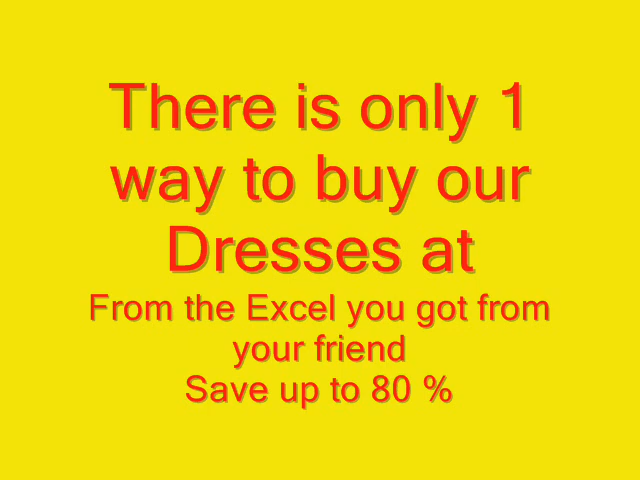 There is only 1
way to buy our
Dresses at
From the Excel you got from
your friend
Save up to 80 %